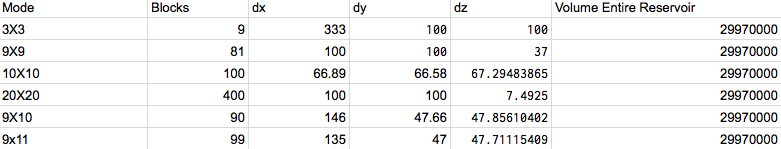 Mode Blocks dx dy dz Volume Entire Reservoir
3X3 9 333 100 100 29970000
9X9 81 100 100 37 29970000
10X10 100 66.89 66.58 67.29483865 29970000
20X20 400 100 100 7.4925 29970000
9X10 90 146 47.66 47.85610402 29970000
9x11 99 135 47 47.71115409 29970000